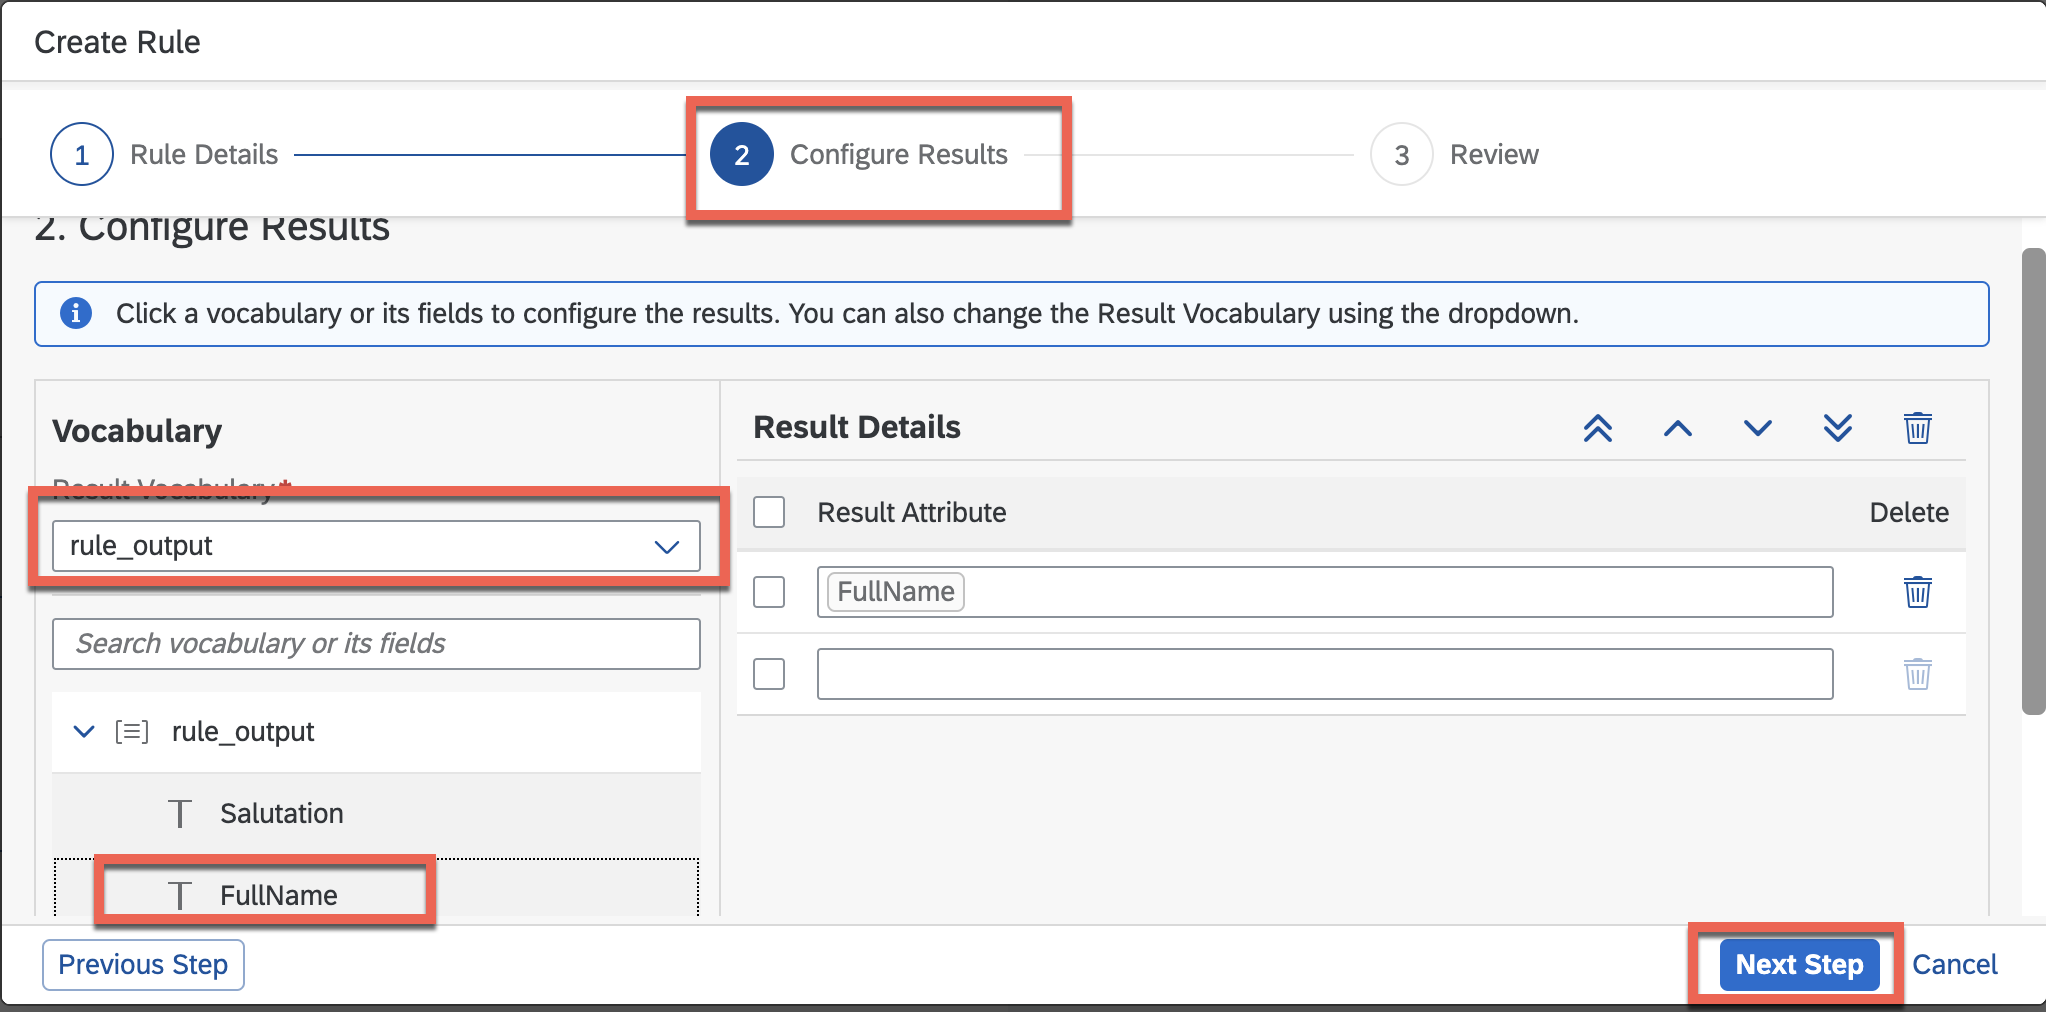 Create Rule
1 Rule Details
2 Configure Results
3 Review
2. Configure Results
Click a vocabulary or its fields to configure the results. You can also change the Result Vocabulary using the dropdown.
Vocabulary
Result Vocabulary*
rule_output
Search vocabulary or its fields
rule_output
Salutation
FullName
Result Details
Result Attribute
Delete
FullName
Previous Step
Next Step
Cancel